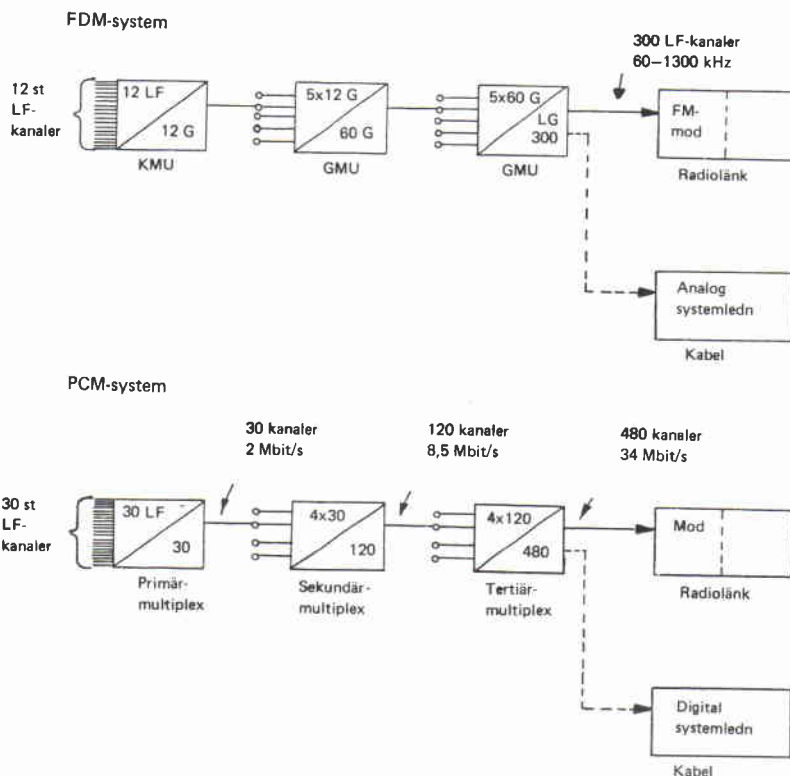 FDM-system
300 LF-kanaler
60–1300 kHz
12 st
LF-
kanaler
12 LF
12 G
KMU
5x12 G
60 G
GMU
5x60 G
LG
300
GMU
FM-
mod
Radiolänk
Analog
systemledn
Kabel
PCM-system
30 kanaler
2 Mbit/s
120 kanaler
8,5 Mbit/s
480 kanaler
34 Mbit/s
30 st
LF-
kanaler
30 LF
30
Primär-
multiplex
4x30
120
Sekundär-
multiplex
4x120
480
Tertiär-
multiplex
Mod
Radiolänk
Digital
systemledn
Kabel